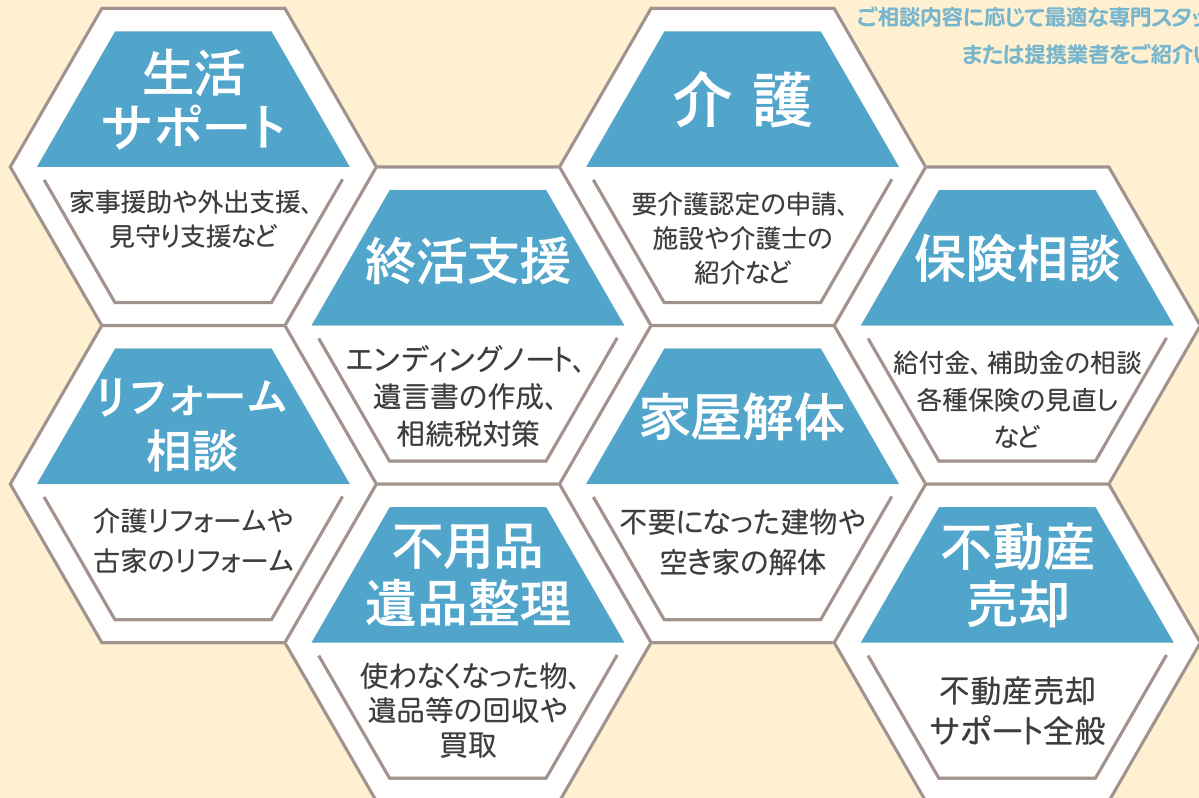 ご相談内容に応じて最適な専門スタッ
または提携業者をご紹介
生活
サポート
家事援助や外出支援、
見守り支援など
介 護
要介護認定の申請、
施設や介護士の
紹介など
終活支援
エンディングノート、
遺言書の作成、
相続税対策
保険相談
給付金、補助金の相談
各種保険の見直し
など
リフォーム
相談
介護リフォームや
古家のリフォーム
家屋解体
不要になった建物や
空き家の解体
不用品
遺品整理
使わなくなった物、
遺品等の回収や
買取
不動産
売却
不動産売却
サポート全般